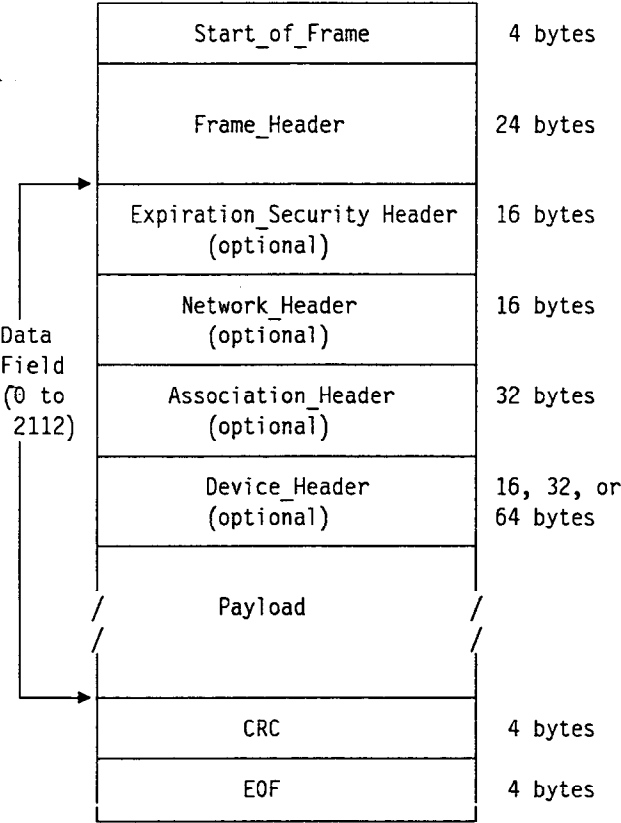 Start_of_Frame 4 bytes
Frame_Header 24 bytes
Expiration_Security Header 16 bytes
(optional)
Network_Header 16 bytes
(optional)
Data
Field
(0 to
2112)
Association_Header 32 bytes
(optional)
Device_Header 16, 32, or
(optional) 64 bytes
Payload
CRC 4 bytes
EOF 4 bytes